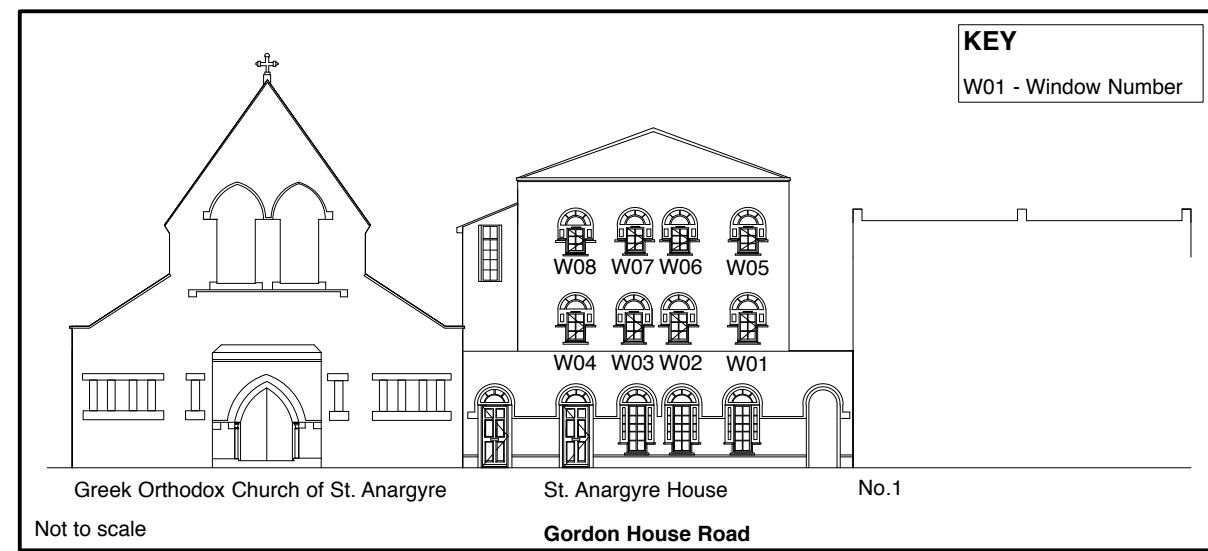 KEY
W01 - Window Number
W08 W07 W06 W05
W04 W03 W02 W01
Greek Orthodox Church of St. Anargyre St. Anargyre House No.1
Not to scale Gordon House Road